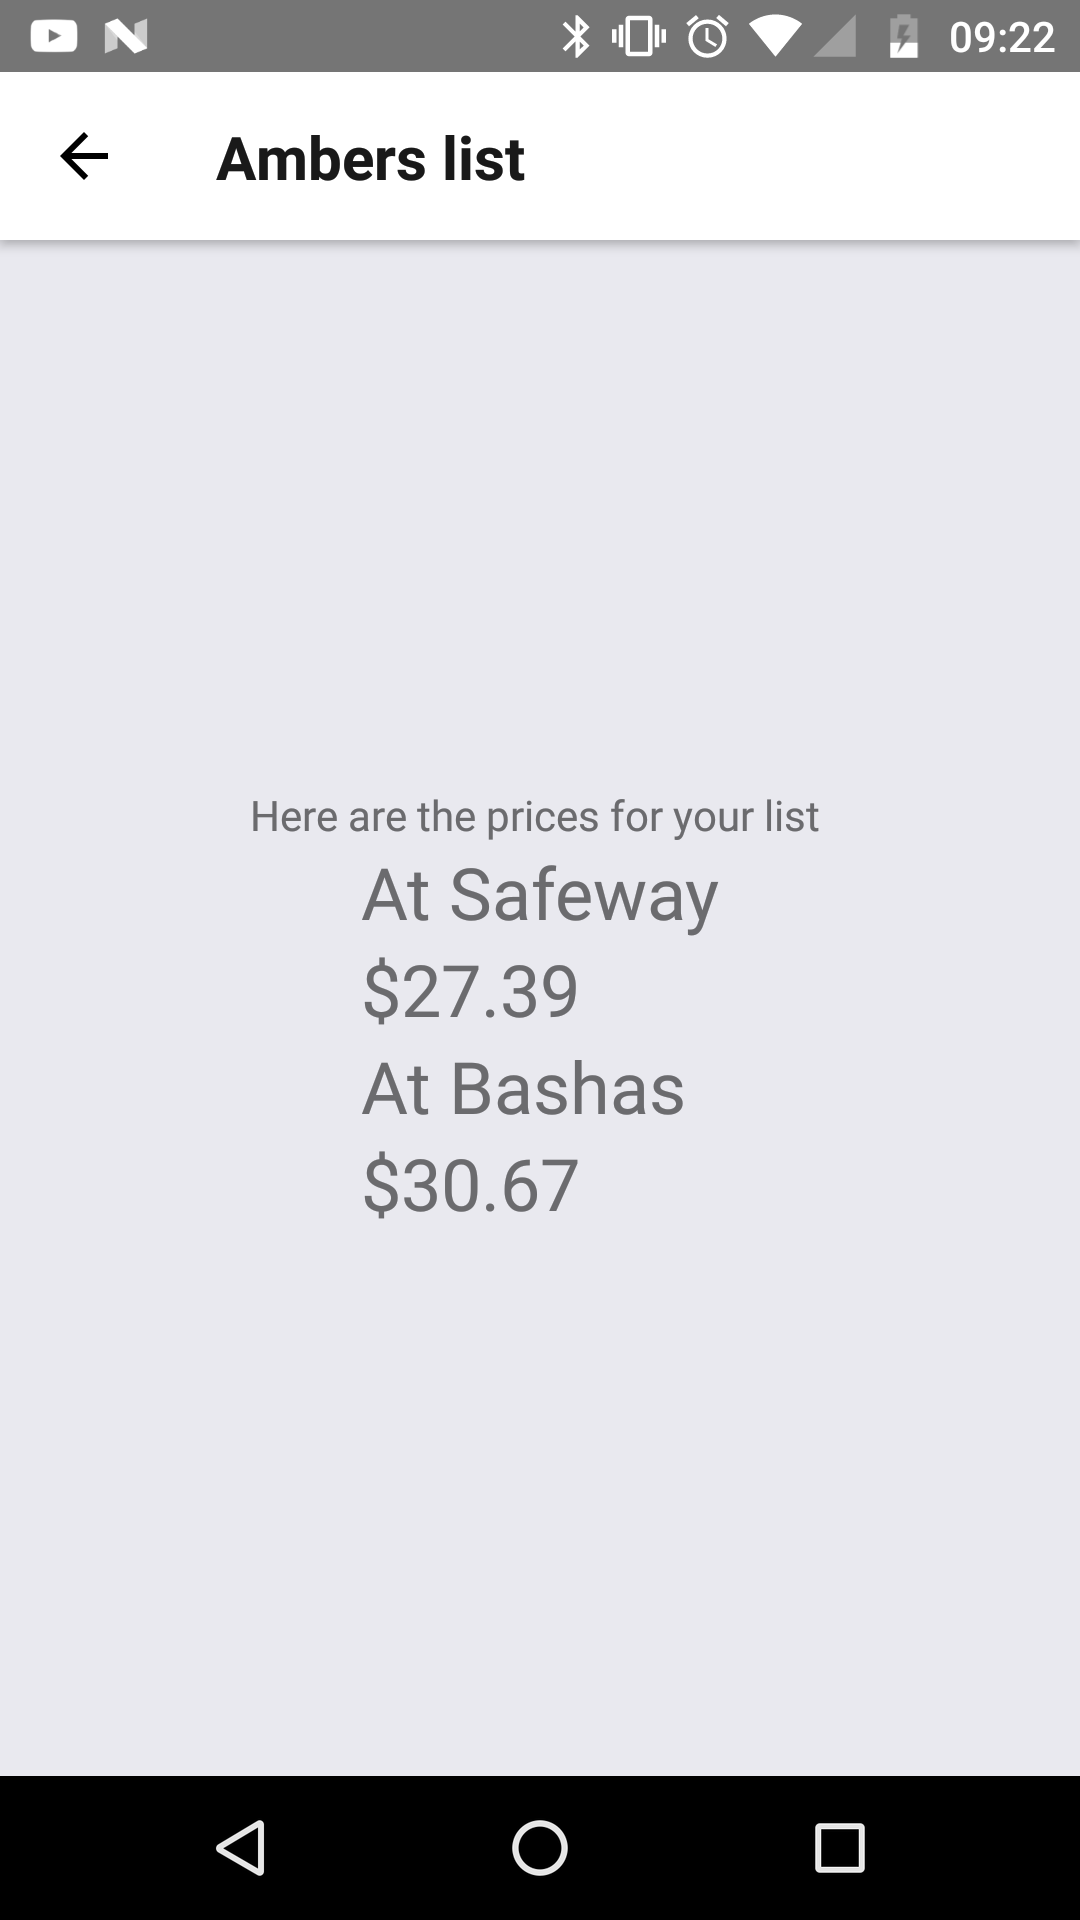 09:22
Ambers list
Here are the prices for your list
At Safeway
$27.39
At Bashas
$30.67